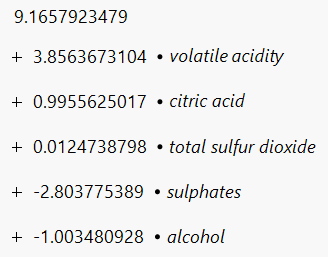 9.1657923479
+ 3.8563673104 • volatile acidity
+ 0.9955625017 • citric acid
+ 0.0124738798 • total sulfur dioxide
+ -2.803775389 • sulphates
+ -1.003480928 • alcohol